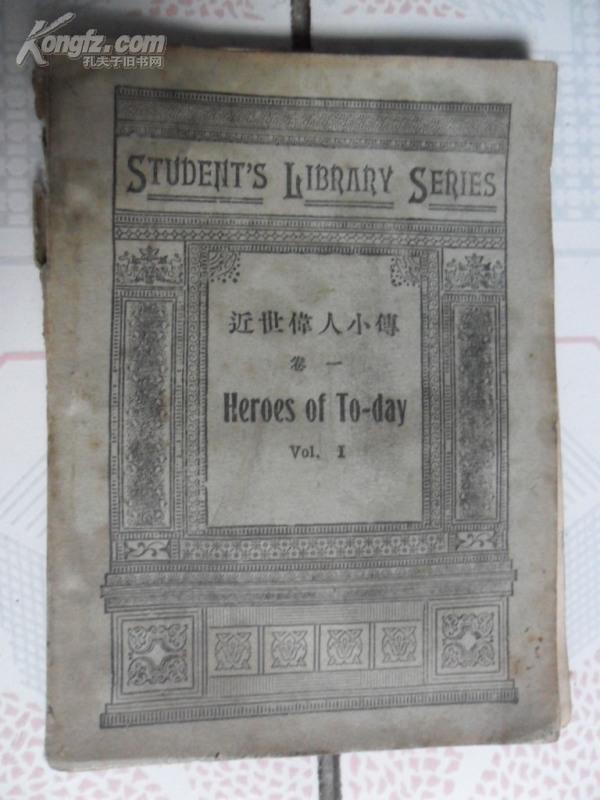 Kongfz.com
孔夫子旧书网
STUDENT'S LIBRARY SERIES
近世偉人小傳
卷一
Heroes of To-day
Vol. I